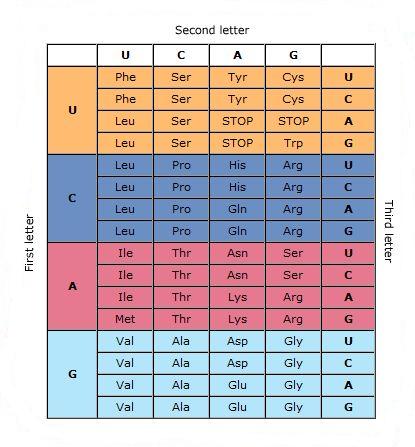 Second letter
U C A G
Phe Ser Tyr Cys U
Phe Ser Tyr Cys C
U
Leu Ser STOP STOP A
Leu Ser STOP Trp G
Leu Pro His Arg U
Leu Pro His Arg C
C
Leu Pro Gln Arg A
Leu Pro Gln Arg G
First letter
Third letter
Ile Thr Asn Ser U
Ile Thr Asn Ser C
A
Ile Thr Lys Arg A
Met Thr Lys Arg G
Val Ala Asp Gly U
Val Ala Asp Gly C
G
Val Ala Glu Gly A
Val Ala Glu Gly G